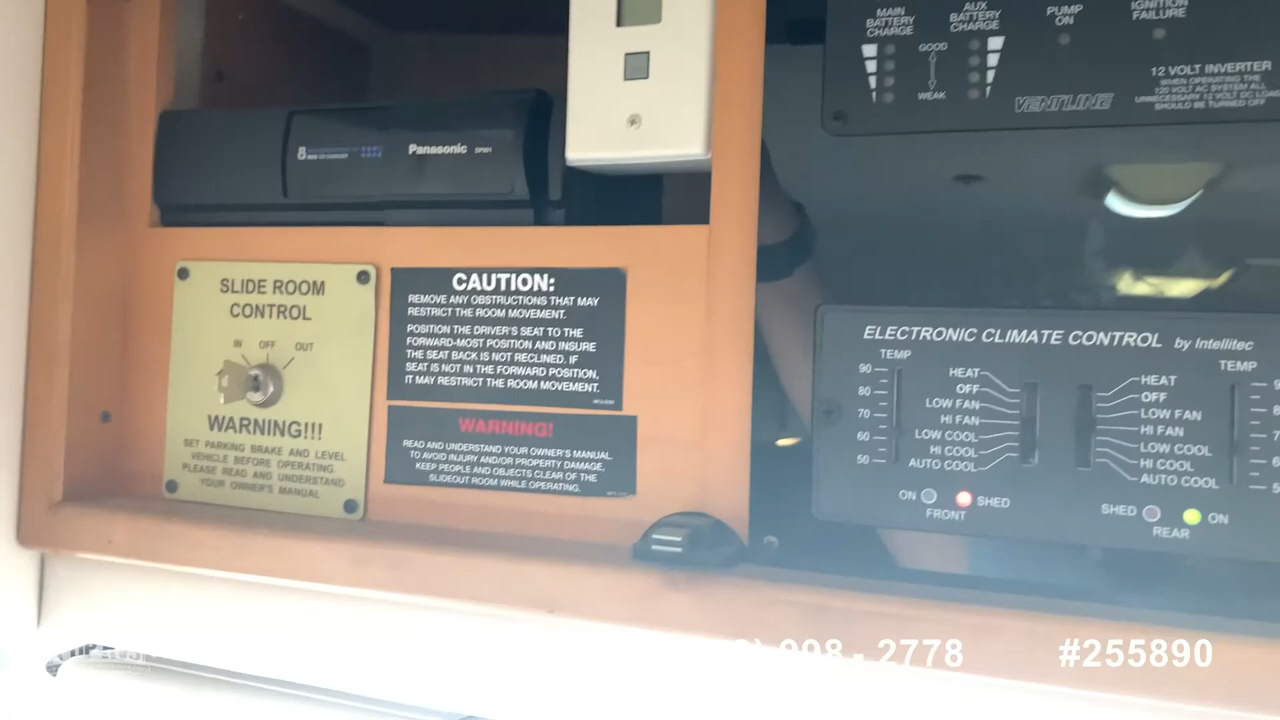 MAIN
BATTERY
CHARGE
AUX
BATTERY
CHARGE
PUMP
ON
IGNITION
FAILURE
GOOD
WEAK
VENTLINE
12 VOLT INVERTER
WHEN OPERATING THE
120 VOLT AC SYSTEM ALL
UNNECESSARY 12 VOLT DC LOADS
SHOULD BE TURNED OFF
8
Panasonic
SLIDE ROOM
CONTROL
IN OFF OUT
WARNING!!!
SET PARKING BRAKE AND LEVEL
VEHICLE BEFORE OPERATING.
PLEASE READ AND UNDERSTAND
YOUR OWNER'S MANUAL
CAUTION:
REMOVE ANY OBSTRUCTIONS THAT MAY
RESTRICT THE ROOM MOVEMENT.
POSITION THE DRIVER'S SEAT TO THE
FORWARD-MOST POSITION AND INSURE
THE SEAT BACK IS NOT RECLINED. IF
SEAT IS NOT IN THE FORWARD POSITION,
IT MAY RESTRICT THE ROOM MOVEMENT.
WARNING!
READ AND UNDERSTAND YOUR OWNER'S MANUAL
TO AVOID INJURY AND/OR PROPERTY DAMAGE.
KEEP PEOPLE AND OBJECTS CLEAR OF THE
SLIDEOUT ROOM WHILE OPERATING.
ELECTRONIC CLIMATE CONTROL by Intellitec
TEMP
90
80
70
60
50
HEAT
OFF
LOW FAN
HI FAN
LOW COOL
HI COOL
AUTO COOL
HEAT
OFF
LOW FAN
HI FAN
LOW COOL
HI COOL
AUTO COOL
TEMP
ON SHED
FRONT
SHED ON
REAR
998 - 2778
#255890